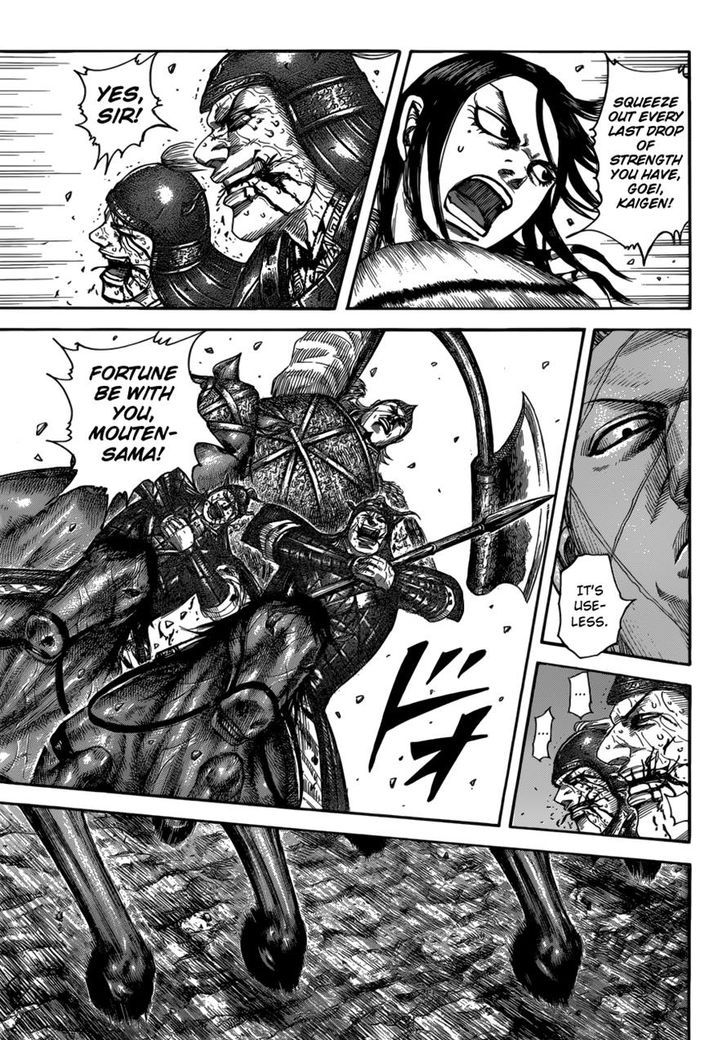 SQUEEZE
OUT EVERY
LAST DROP
OF
STRENGTH
YOU HAVE,
GOEI,
KAIGEN!
YES,
SIR!
IT'S
USE-
LESS.
...
...
FORTUNE
BE WITH
YOU,
MOUTEN-
SAMA!
ドォ